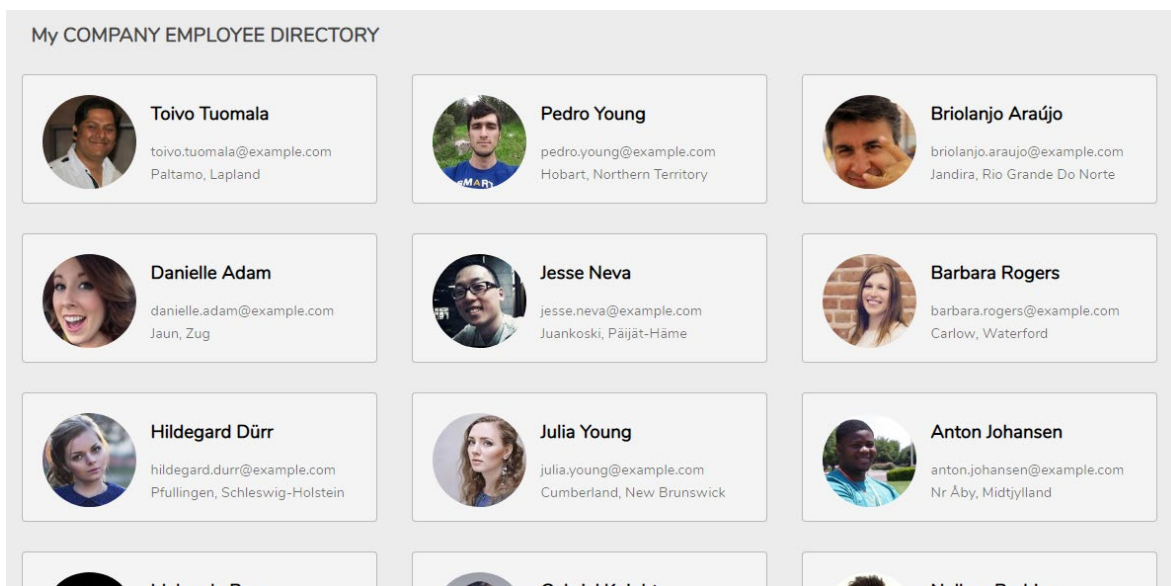 My COMPANY EMPLOYEE DIRECTORY
Toivo Tuomala
toivo.tuomala@example.com
Paltamo, Lapland
Pedro Young
pedro.young@example.com
Hobart, Northern Territory
Briolanjo Araújo
briolanjo.araujo@example.com
Jandira, Rio Grande Do Norte
Danielle Adam
danielle.adam@example.com
Jaun, Zug
Jesse Neva
jesse.neva@example.com
Juankoski, Päijät-Häme
Barbara Rogers
barbara.rogers@example.com
Carlow, Waterford
Hildegard Dürr
hildegard.durr@example.com
Pfullingen, Schleswig-Holstein
Julia Young
julia.young@example.com
Cumberland, New Brunswick
Anton Johansen
anton.johansen@example.com
Nr Åby, Midtjylland